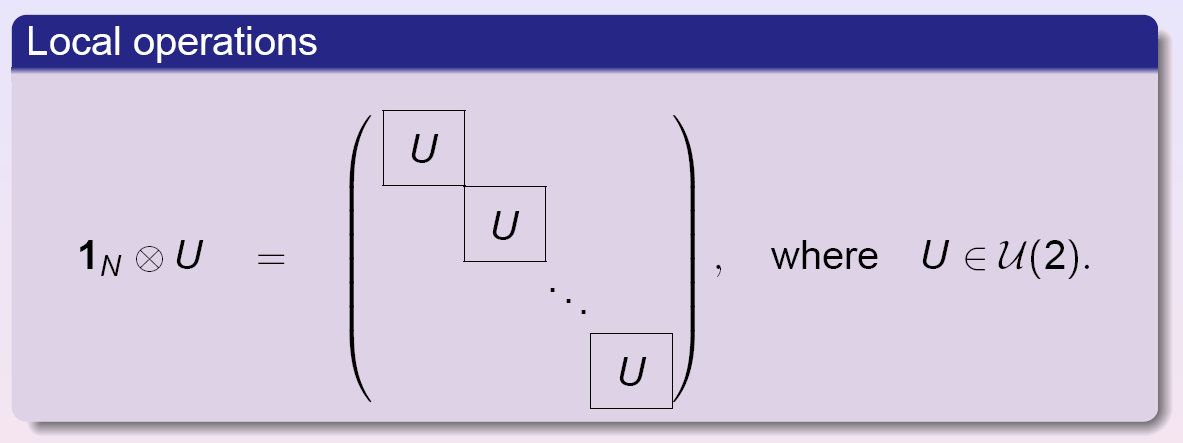 Local operations
U
U
1_N ⊗ U = ⋱ , where U ∈ 𝒰(2).
U